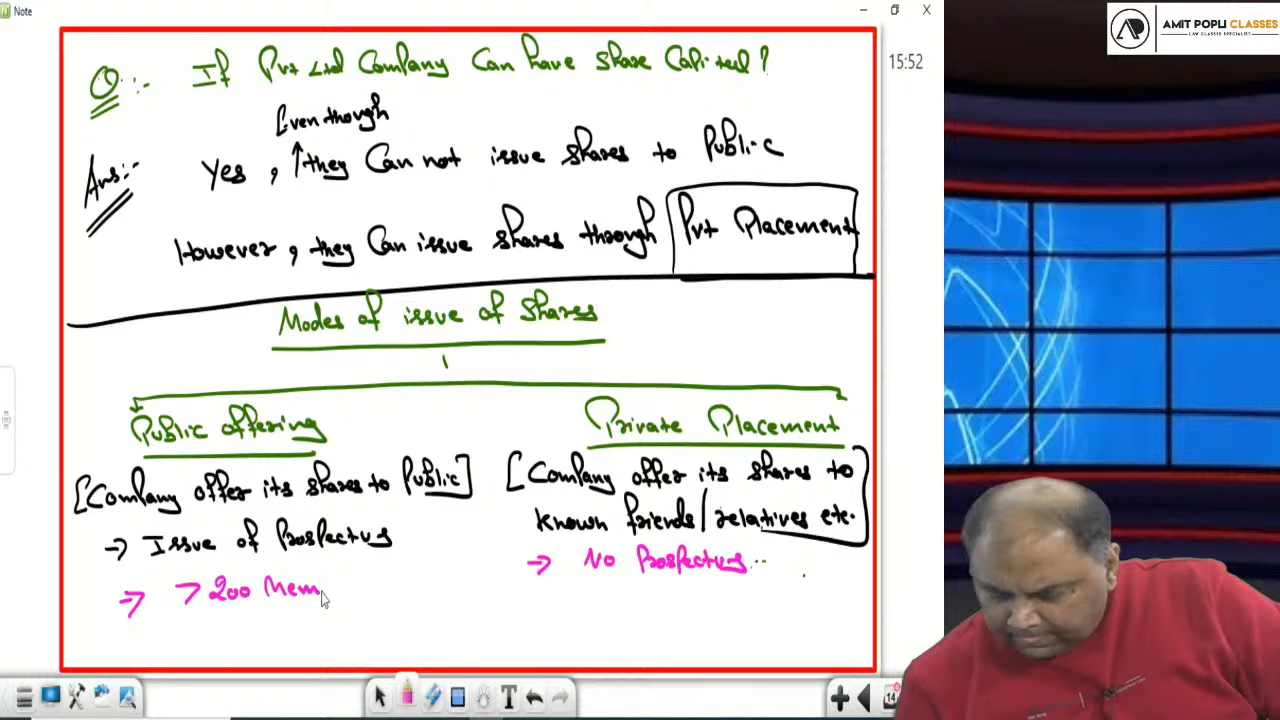 Note
AMIT POPLI CLASSES
LAW CLASSES SPECIALIST
15:52
Q:- If Pvt Ltd Company Can have Share Capital?
Even though
Ans:- Yes, they Can not issue shares to Public
However, they Can issue shares through Pvt Placement
Modes of issue of Shares
Public offering
Private Placement
[Company offer its shares to Public]
→ Issue of Prospectus
→ >200 Mem
[Company offer its shares to
known friends/relatives etc.]
→ No Prospectus ..
T
14